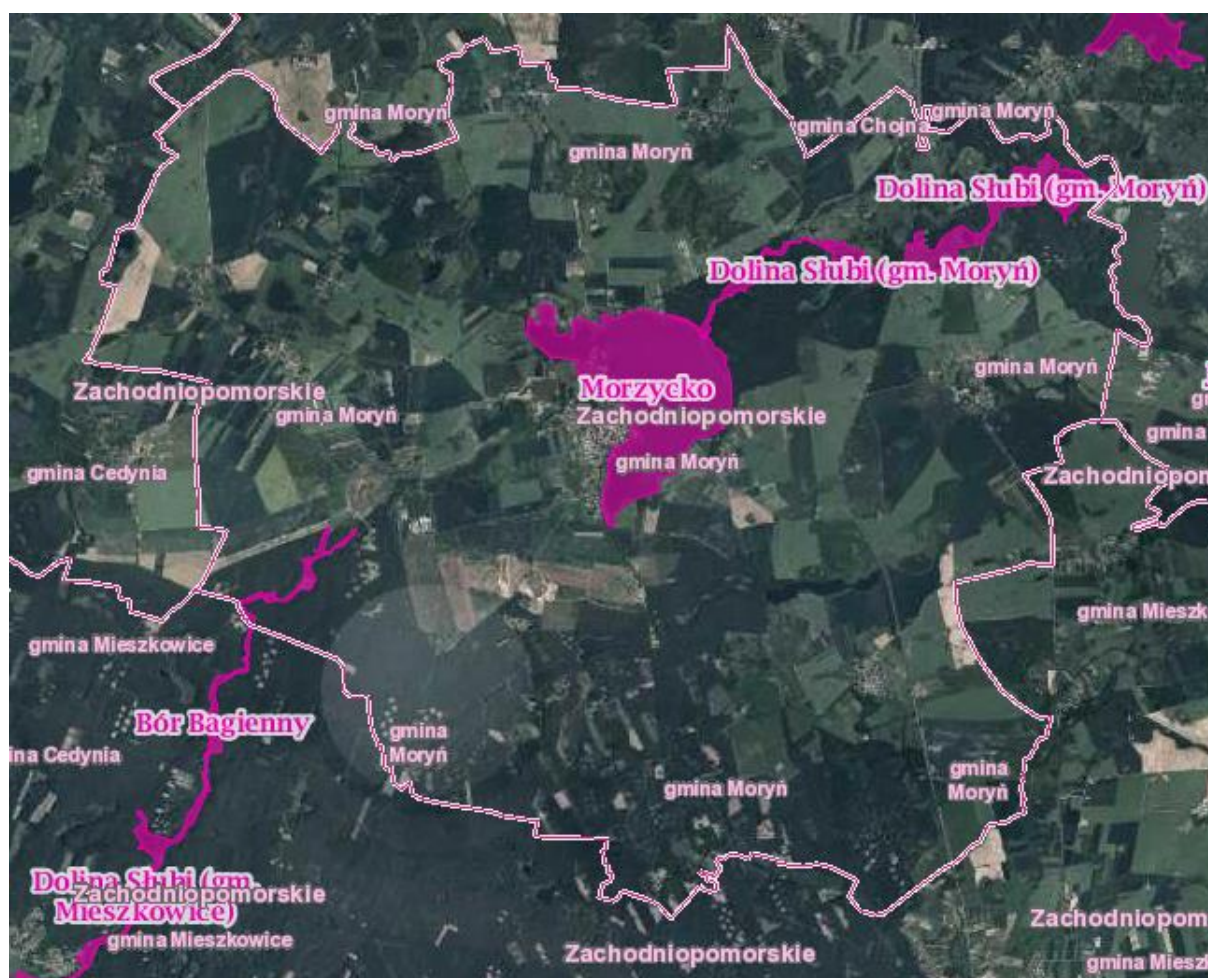 gmina Moryń
gmina Moryń
gmina Chojna
gmina Moryń
Dolina Słubi (gm. Moryń)
Dolina Słubi (gm. Moryń)
gmina Moryń
Zachodniopomorskie
Morzycko
gmina Moryń
Zachodniopomorskie
gmina
gmina Moryń
gmina Cedynia
Zachodniopom
gmina Mieszk
gmina Mieszkowice
Bór Bagienny
gmina
Moryń
ina Cedynia
gmina
Moryń
gmina Moryń
Dolina Słubi (gm.
Mieszkowice)
Zachodniopomorskie
gmina Mieszkowice
Zachodniopom
Zachodniopomorskie
gmina Mieszk